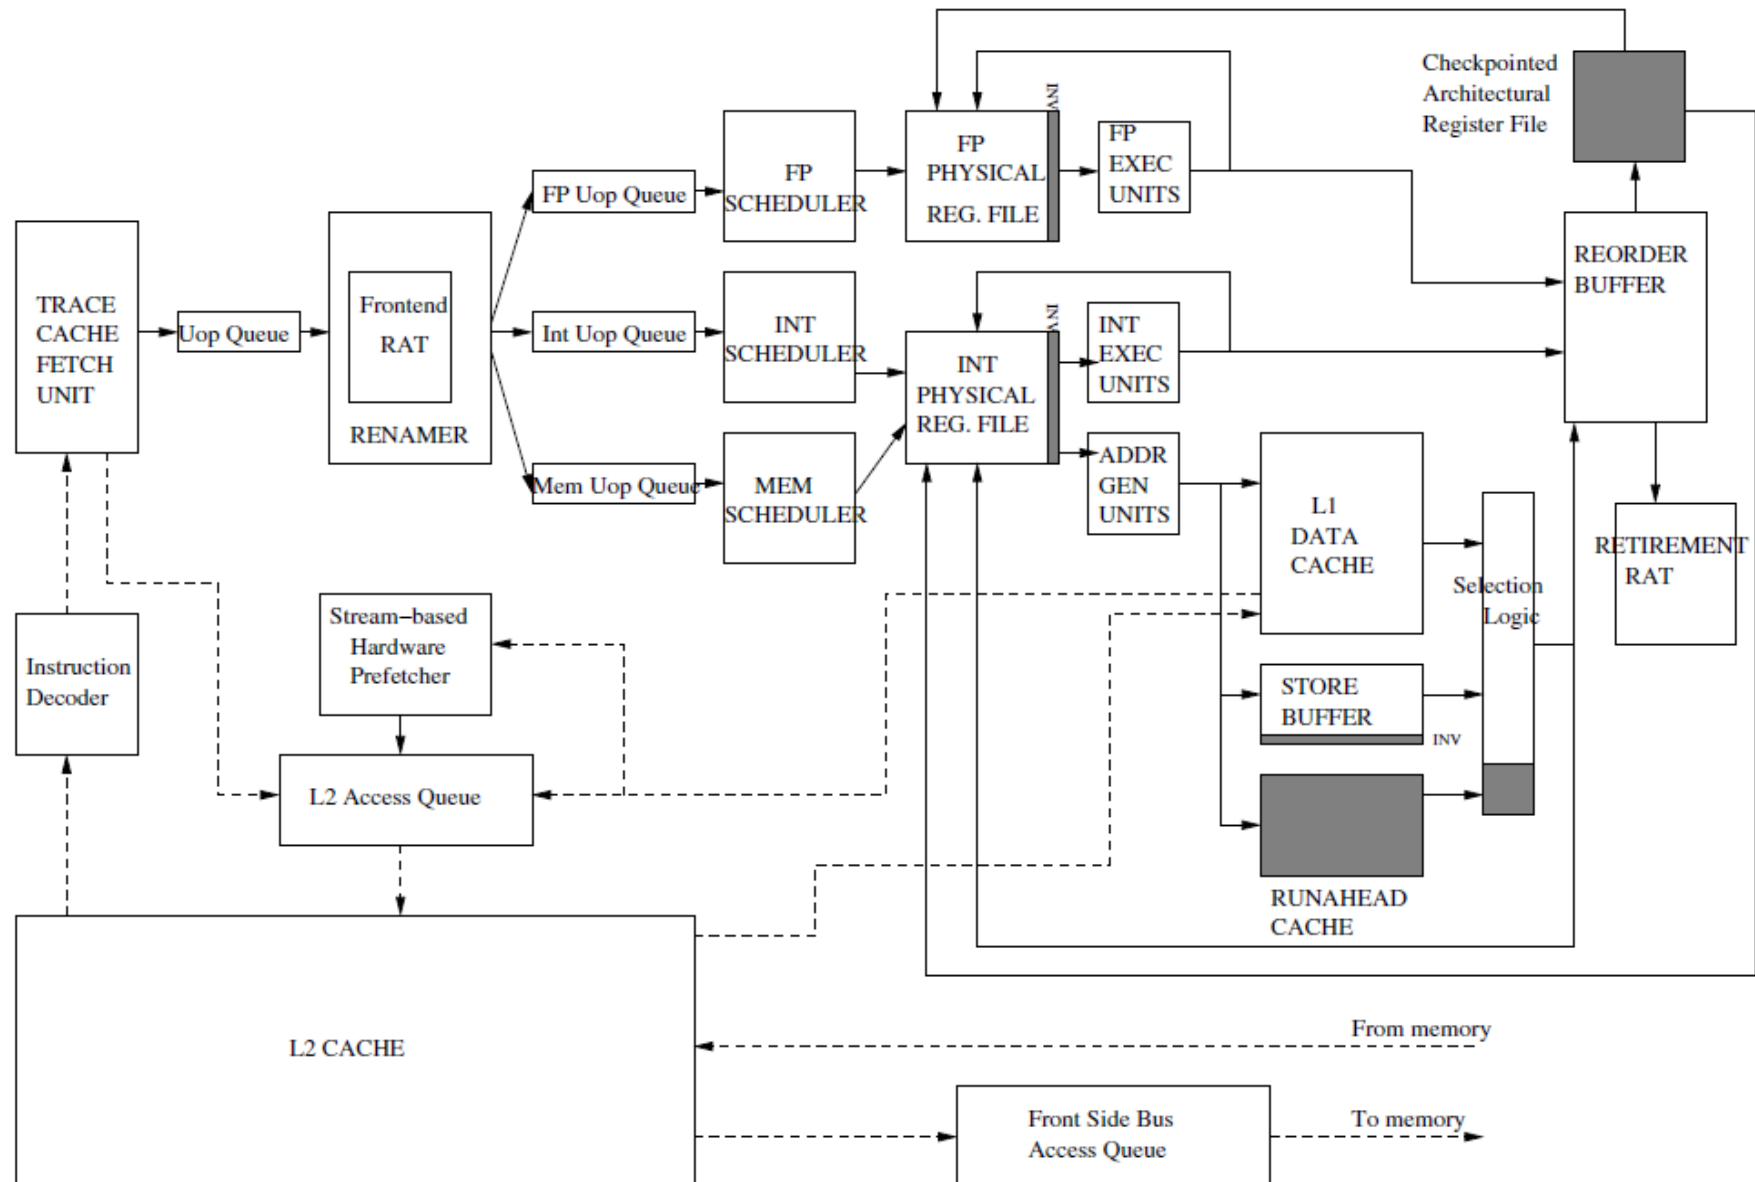 Checkpointed
Architectural
Register File
INV
FP
PHYSICAL
REG. FILE
FP
EXEC
UNITS
FP
SCHEDULER
FP Uop Queue
REORDER
BUFFER
TRACE
CACHE
FETCH
UNIT
Uop Queue
Frontend
RAT
RENAMER
Int Uop Queue
INT
SCHEDULER
INV
INT
PHYSICAL
REG. FILE
INT
EXEC
UNITS
Mem Uop Queue
MEM
SCHEDULER
ADDR
GEN
UNITS
L1
DATA
CACHE
RETIREMENT
RAT
Selection
Logic
Stream-based
Hardware
Prefetcher
Instruction
Decoder
STORE
BUFFER
INV
L2 Access Queue
RUNAHEAD
CACHE
L2 CACHE
From memory
Front Side Bus
Access Queue
To memory